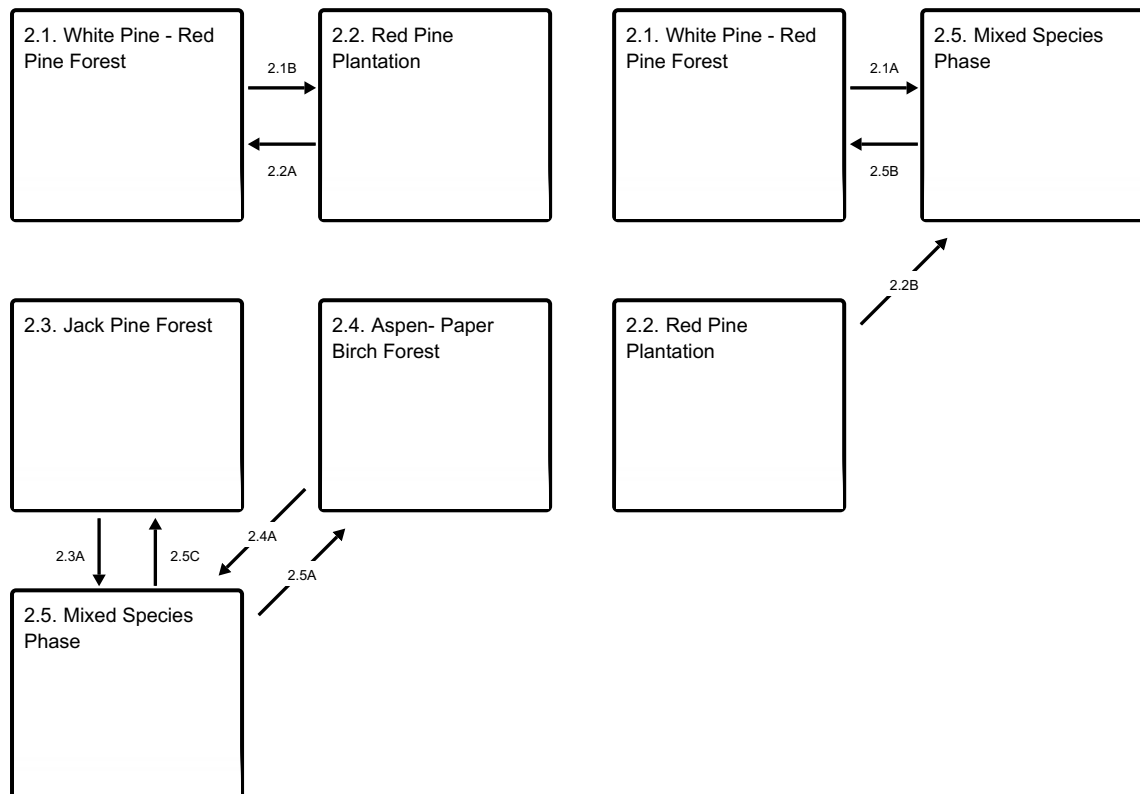 2.1. White Pine - Red
Pine Forest
2.1B
2.2A
2.2. Red Pine
Plantation
2.1. White Pine - Red
Pine Forest
2.1A
2.5B
2.5. Mixed Species
Phase
2.2B
2.3. Jack Pine Forest
2.4. Aspen- Paper
Birch Forest
2.2. Red Pine
Plantation
2.3A
2.5C
2.4A
2.5A
2.5. Mixed Species
Phase